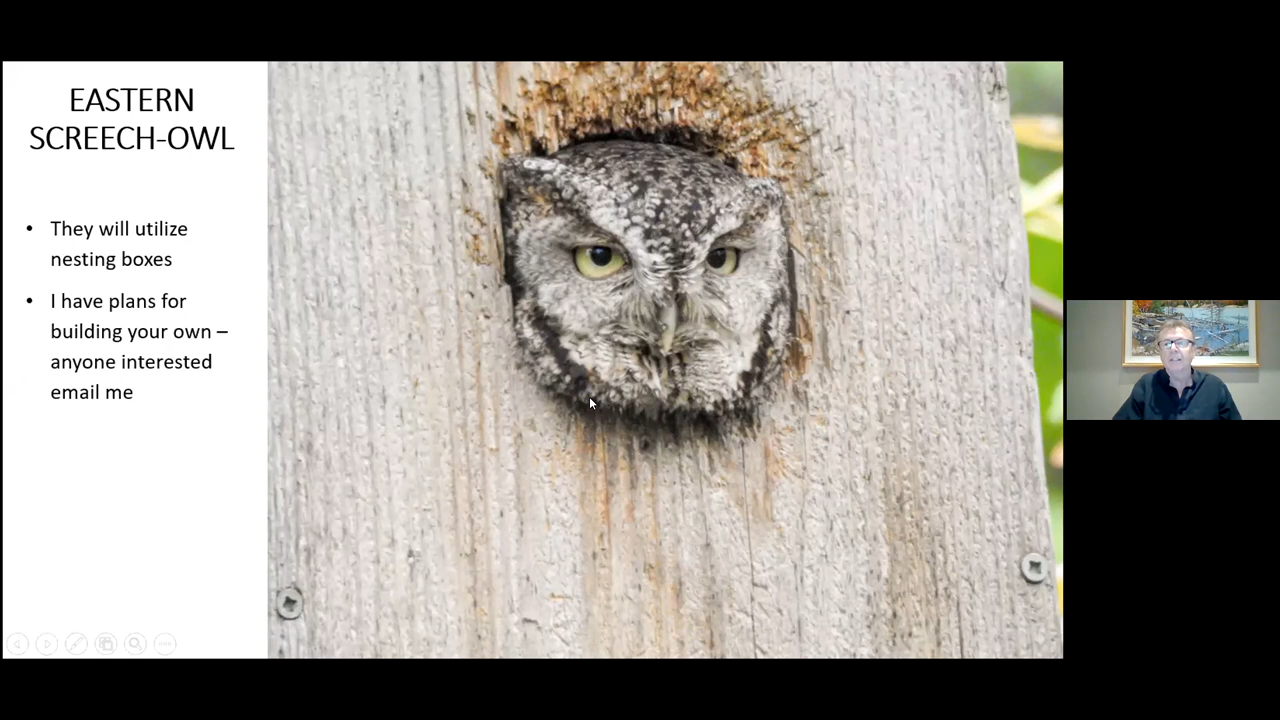 EASTERN
SCREECH-OWL
• They will utilize
nesting boxes
• I have plans for
building your own –
anyone interested
email me